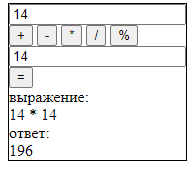 14
+ - * / %
14
=
выражение:
14 * 14
ответ:
196